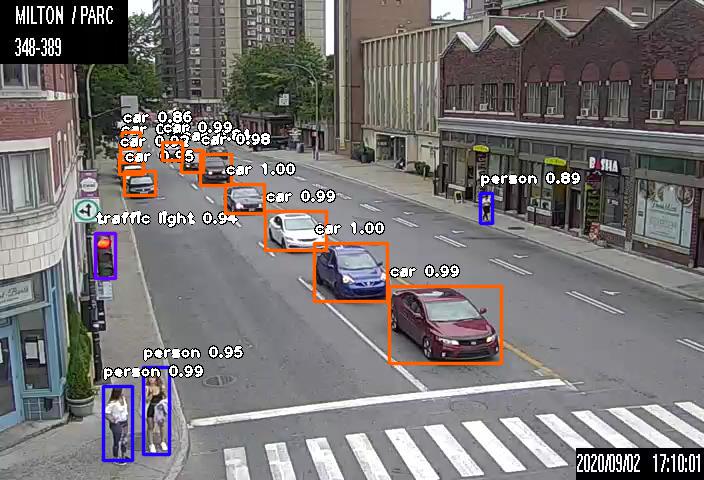 MILTON / PARC
348-389
car 0.86
car 0.99
car 0.98
car 1.00
car 0.99
BASHA
person 0.89
traffic light 0.94
car 1.00
car 0.99
person 0.95
person 0.99
2020/09/02 17:10:01